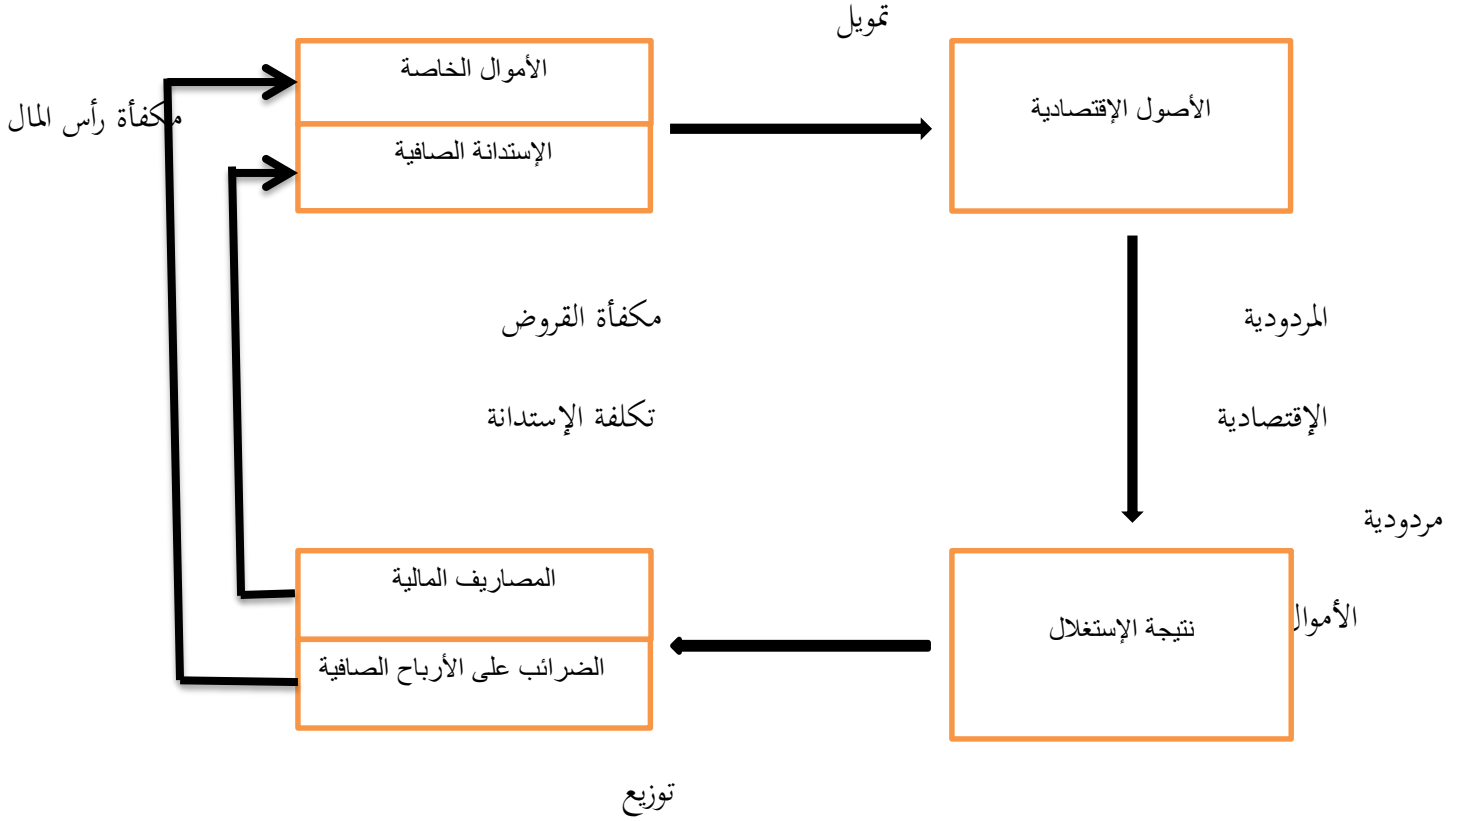 تمويل
الأموال الخاصة
الأصول الإقتصادية
مكفأة رأس المال
الإستدانة الصافية
المردودية
مكفأة القروض
الإقتصادية
تكلفة الإستدانة
مردودية
المصاريف المالية
الأموال
نتيجة الإستغلال
الضرائب على الأرباح الصافية
توزيع